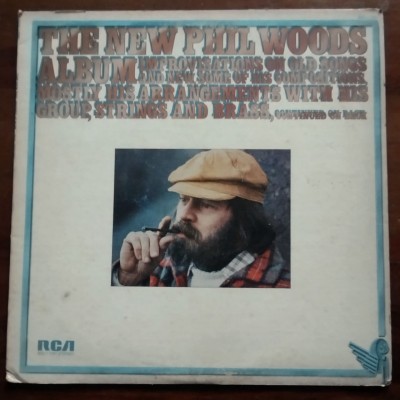 THE NEW PHIL WOODS
ALBUM, IMPROVISATIONS ON OLD SONGS
AND NEW, SOME OF HIS COMPOSITIONS,
MOSTLY HIS ARRANGEMENTS WITH HIS
GROUP, STRINGS AND BRASS, CONTINUED ON BACK
RCA